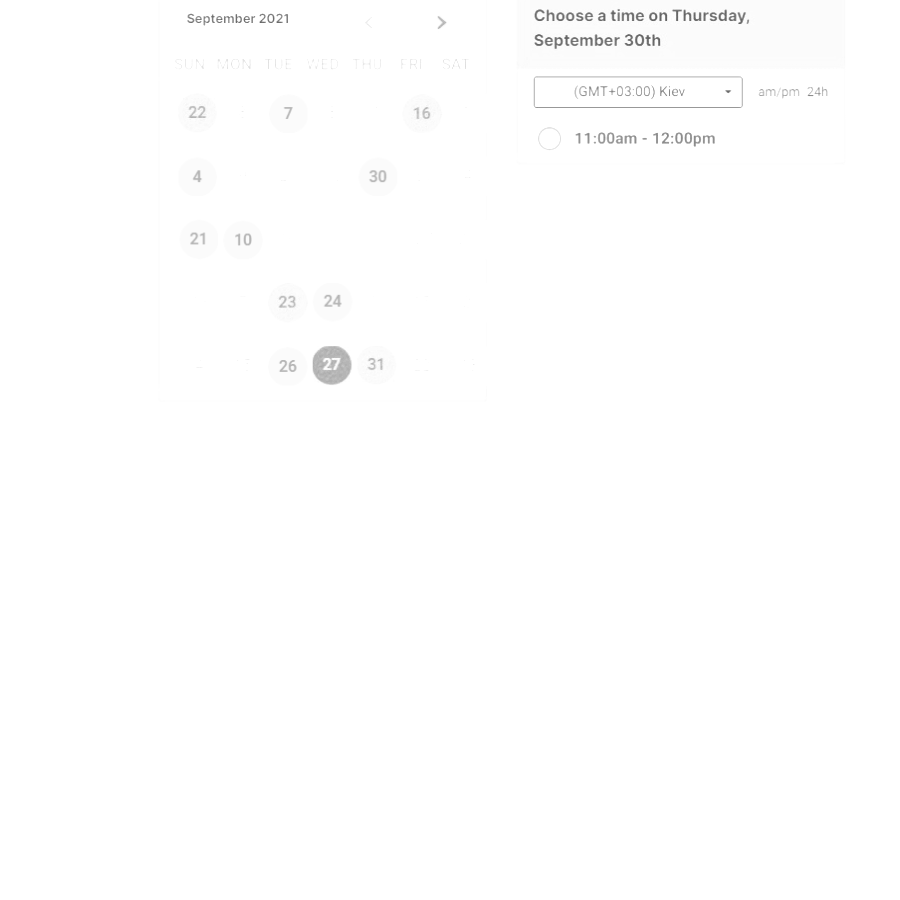 September 2021
SUN MON TUE WED THU FRI SAT
22 7 16
4 30
21 10
23 24
26 27 31
Choose a time on Thursday,
September 30th
(GMT+03:00) Kiev am/pm 24h
11:00am - 12:00pm